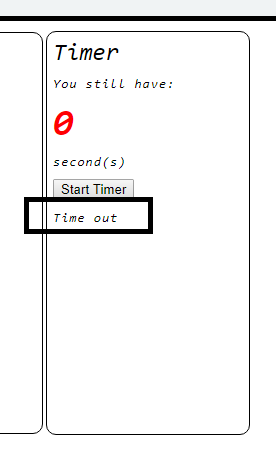 Timer
You still have:
0
second(s)
Start Timer
Time out